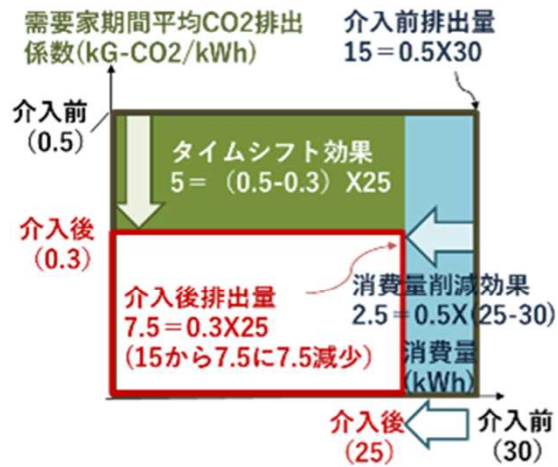 需要家期間平均CO2排出
係数(kG-CO2/kWh)
介入前排出量
15＝0.5X30
介入前
(0.5)
タイムシフト効果
5＝（0.5-0.3）X25
介入後
(0.3)
介入後排出量
7.5＝0.3X25
(15から7.5に7.5減少)
消費量削減効果
2.5＝0.5X(25-30)
消費量
(kWh)
介入後
(25)
介入前
(30)